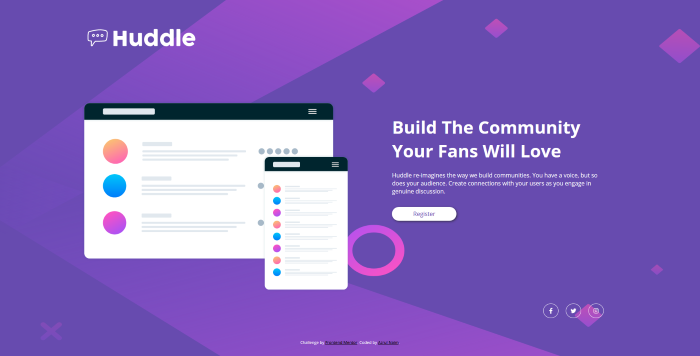 Huddle
Build The Community
Your Fans Will Love
Huddle re-imagines the way we build communities. You have a voice, but so
does your audience. Create connections with your users as you engage in
genuine discussion.
Register
Challenge by Frontend Mentor. Coded by